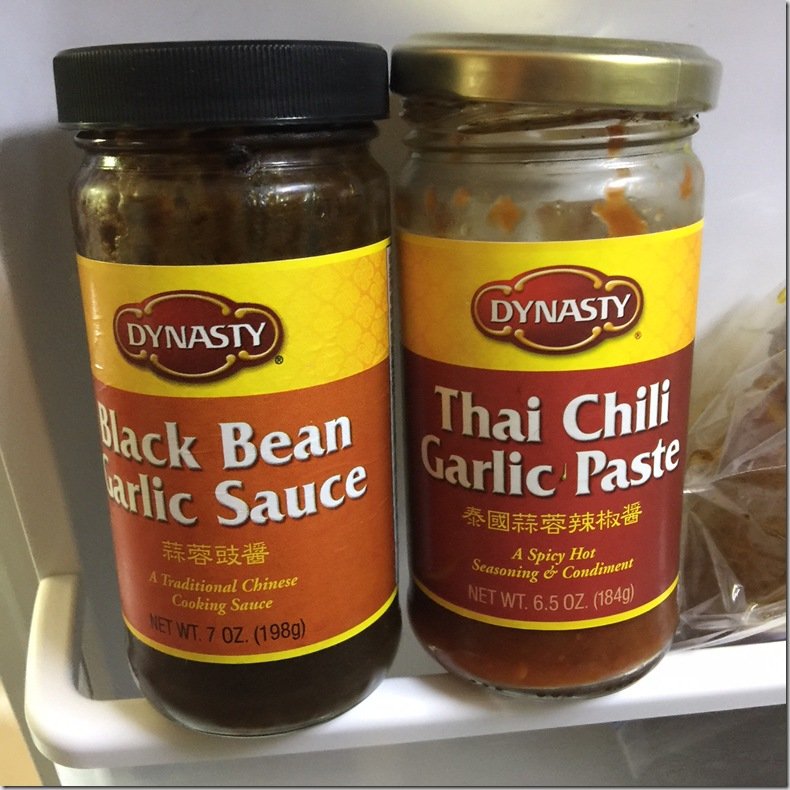 DYNASTY
®
Black Bean
Garlic Sauce
蒜蓉豉醬
A Traditional Chinese
Cooking Sauce
NET WT. 7 OZ. (198g)
DYNASTY
®
Thai Chili
Garlic Paste
泰國蒜蓉辣椒醬
A Spicy Hot
Seasoning & Condiment
NET WT. 6.5 OZ. (184g)